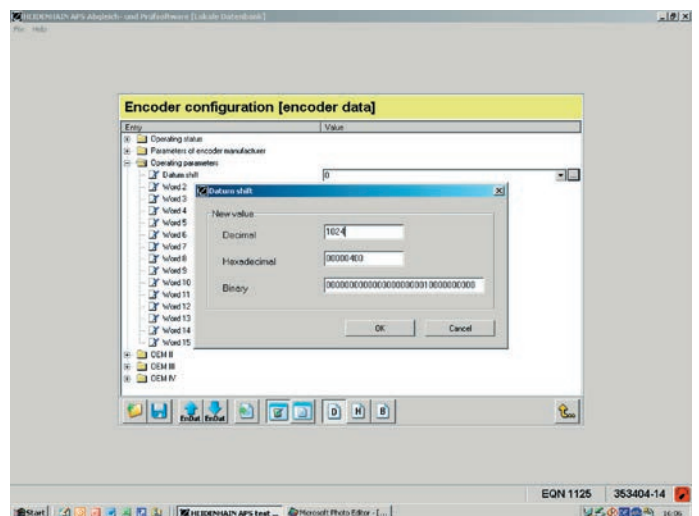 HEIDENHAIN APS Abgleich- und Prüfsoftware [Lokale Datenbank]
File Help
Encoder configuration [encoder data]
Entry Value
Operating status
Parameters of encoder manufacturer
Operating parameters
Datum shift 0
Word 2
Datum shift
Word 3
Word 4
New value
Word 5
Word 6
Decimal 1024
Word 7
Word 8
Hexadecimal 00000400
Word 9
Word 10
Binary 00000000000000000000010000000000
Word 11
Word 12
Word 13
Word 14
OK Cancel
Word 15
OEM II
OEM III
OEM IV
EnDat EnDat D H B
EQN 1125 353404-14
Start HEIDENHAIN APS test ... Microsoft Photo Editor - [... 16:06